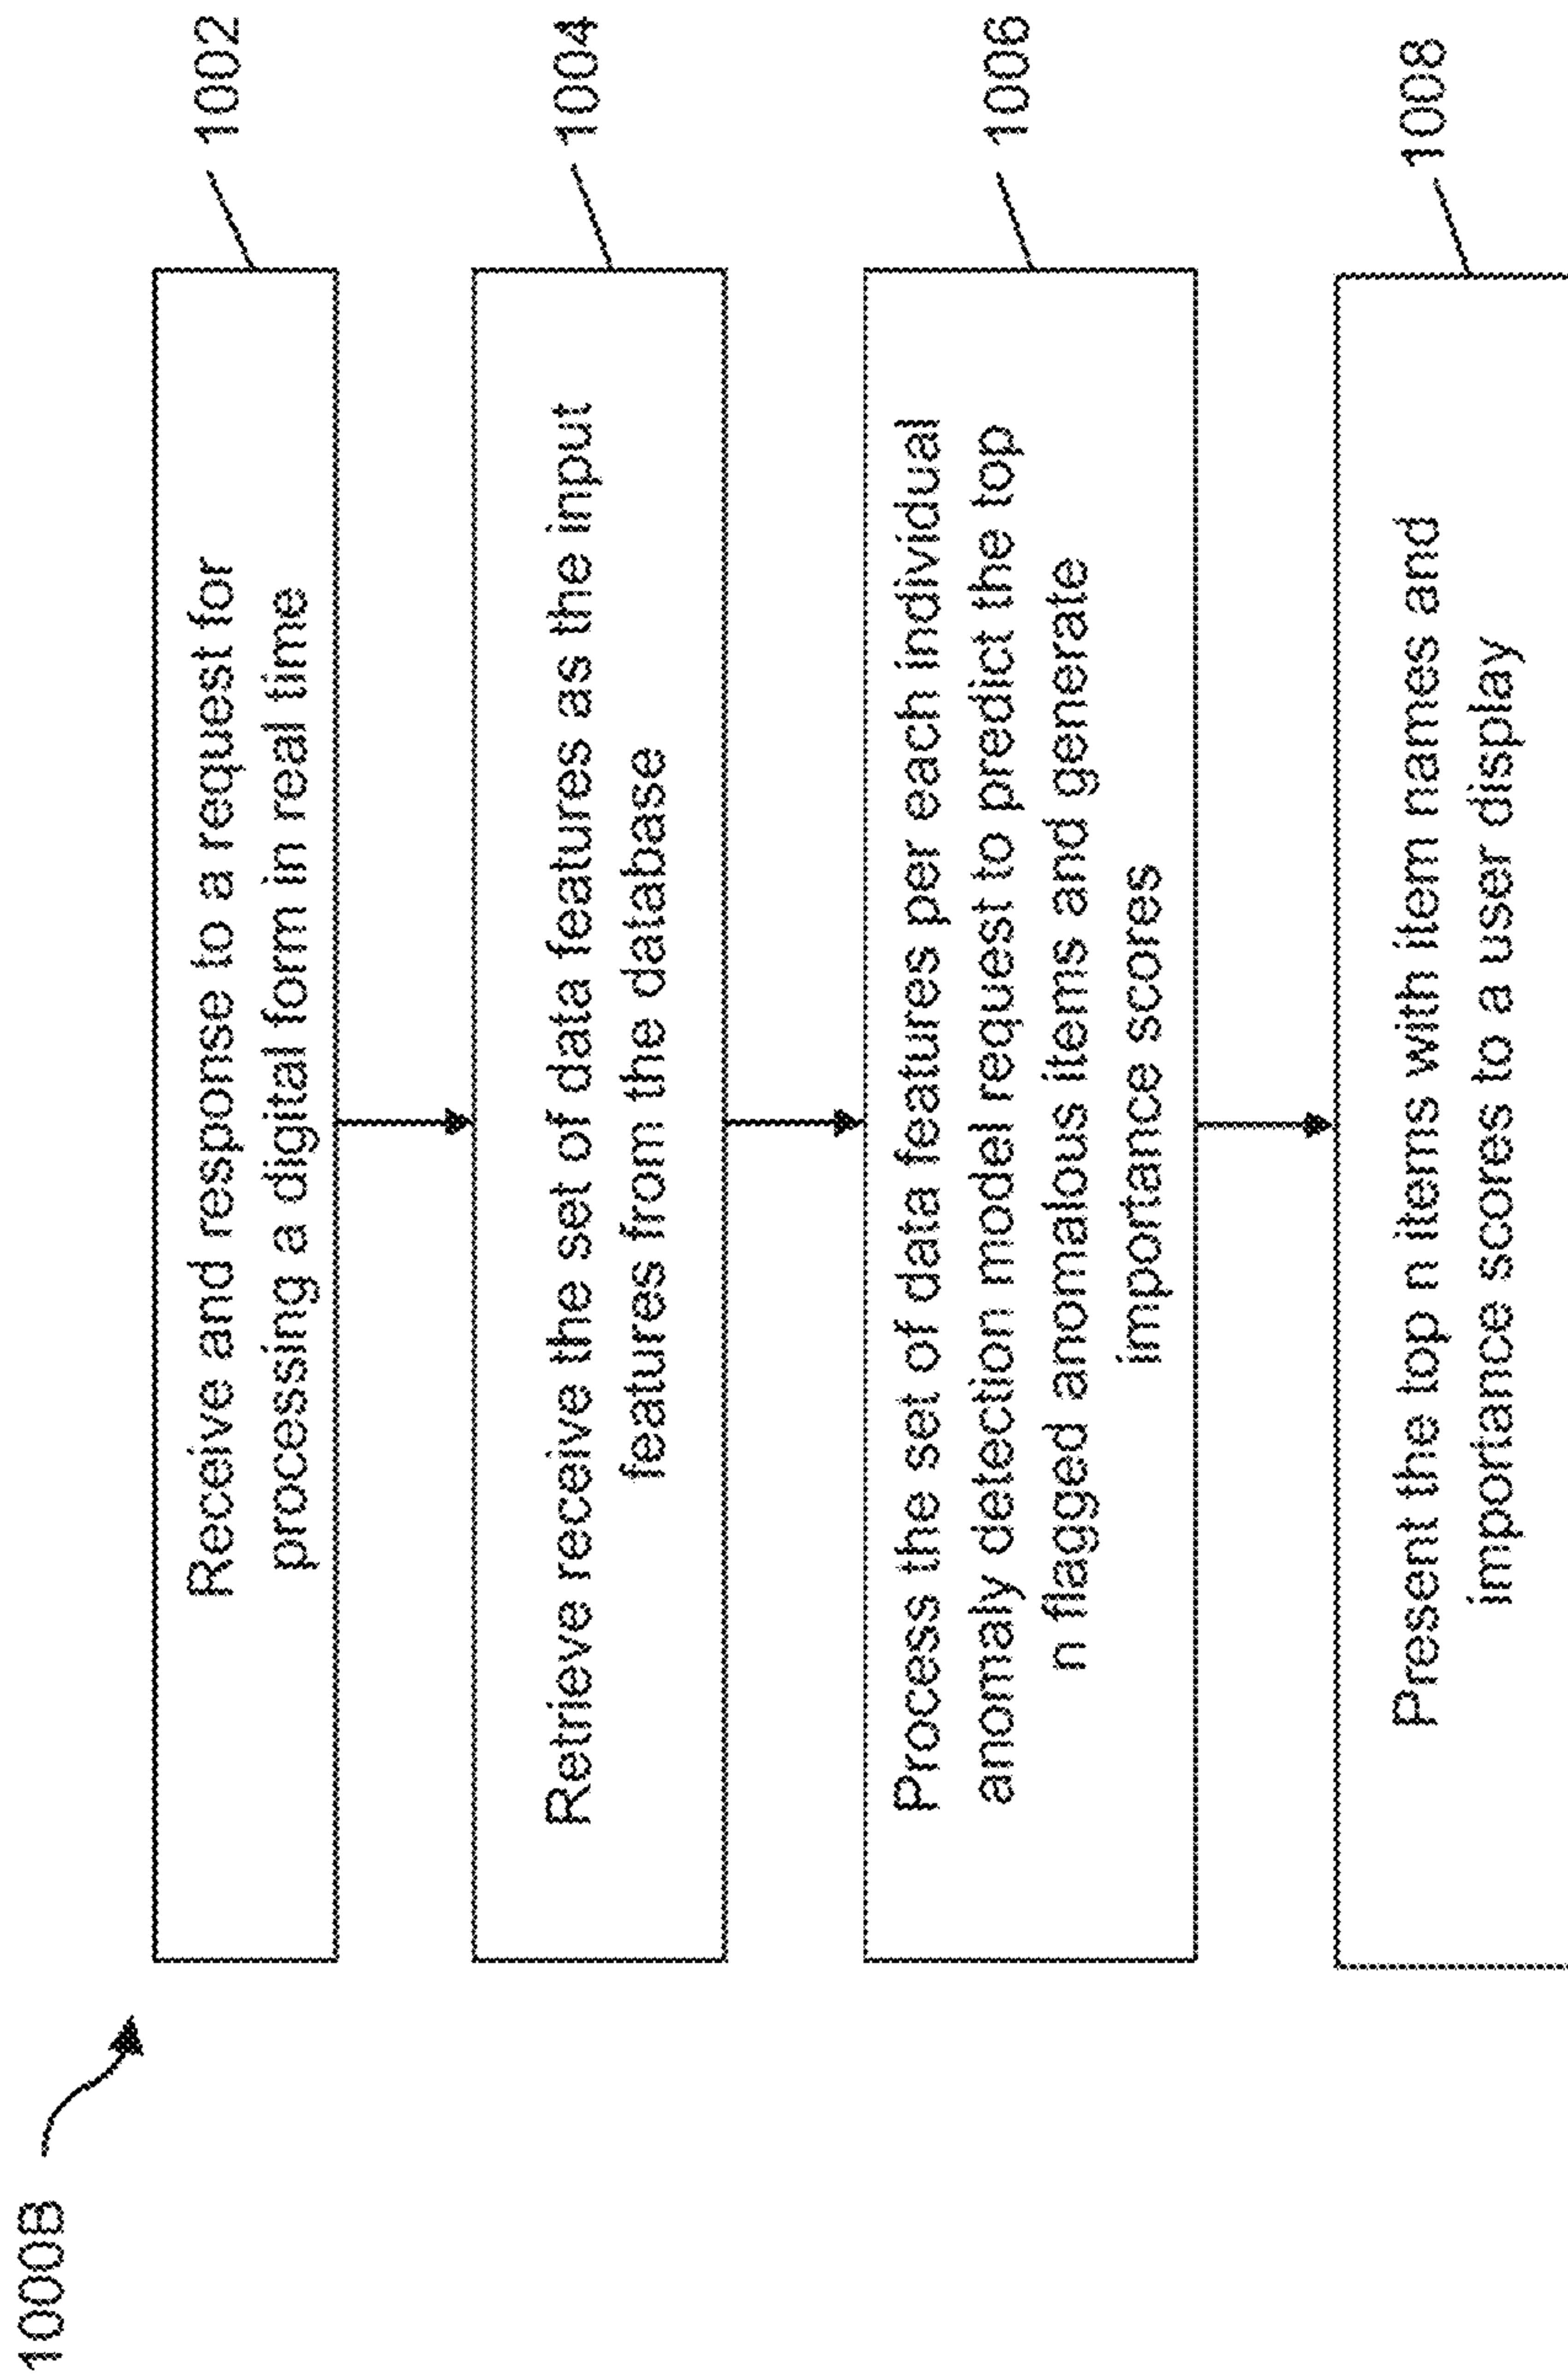 1000B
Receive and response to a request for
processing a digital form in real time
1002
Retrieve receive the set of data features as the input
features from the database
1004
Process the set of data features per each individual
anomaly detection model request to predict the top
n flagged anomalous items and generate
importance scores
1006
Present the top n items with item names and
importance scores to a user display
1008